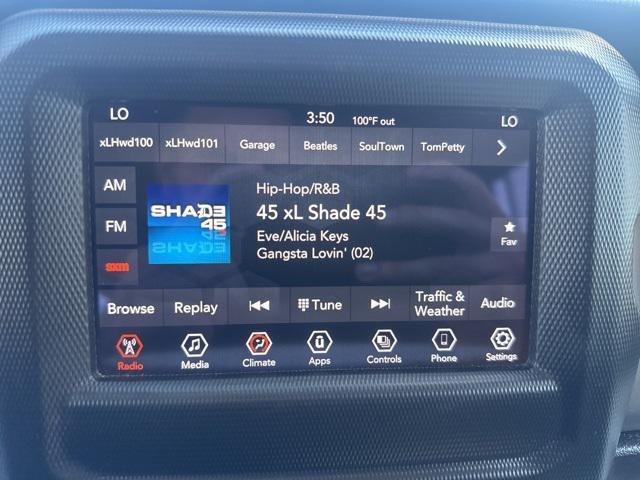 LO 3:50 100°F out LO
xLHwd100 xLHwd101 Garage Beatles SoulTown TomPetty
AM
FM
sxm
SHADE
45
Hip-Hop/R&B
45 xL Shade 45
Eve/Alicia Keys
Gangsta Lovin' (02)
Fav
Browse Replay Tune Traffic & Weather Audio
Radio Media Climate Apps Controls Phone Settings